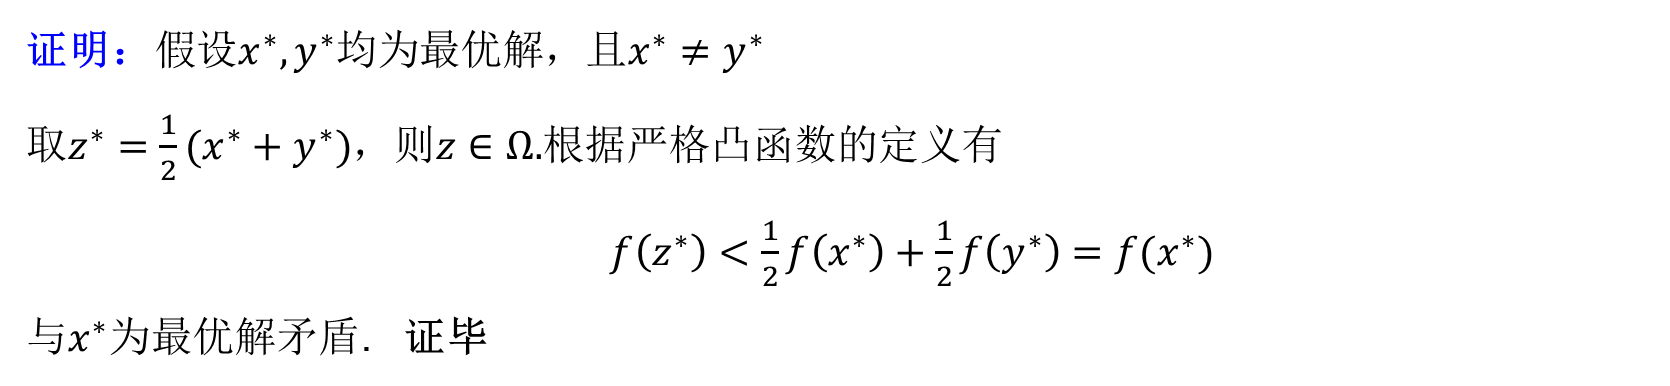 证明：假设x*,y*均为最优解，且x* ≠ y*
取z* = 1/2 (x* + y*)，则z ∈ Ω.根据严格凸函数的定义有
f(z*) < 1/2 f(x*) + 1/2 f(y*) = f(x*)
与x*为最优解矛盾. 证毕